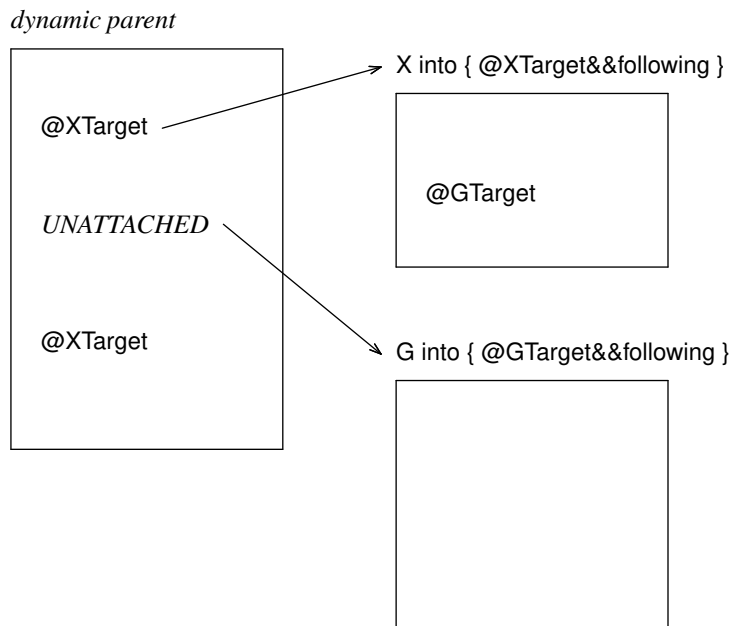 dynamic parent
X into { @XTarget&&following }
@XTarget
@GTarget
UNATTACHED
@XTarget
G into { @GTarget&&following }